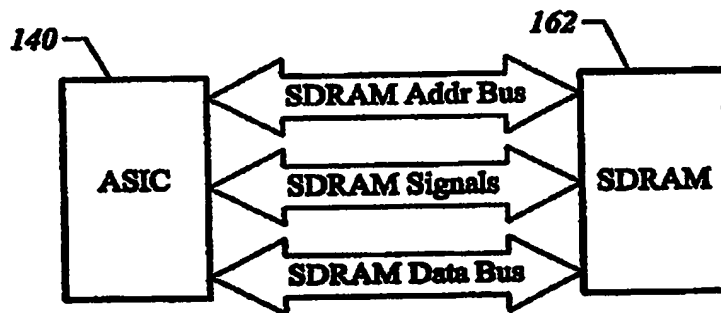 140
162
SDRAM Addr Bus
ASIC
SDRAM Signals
SDRAM
SDRAM Data Bus